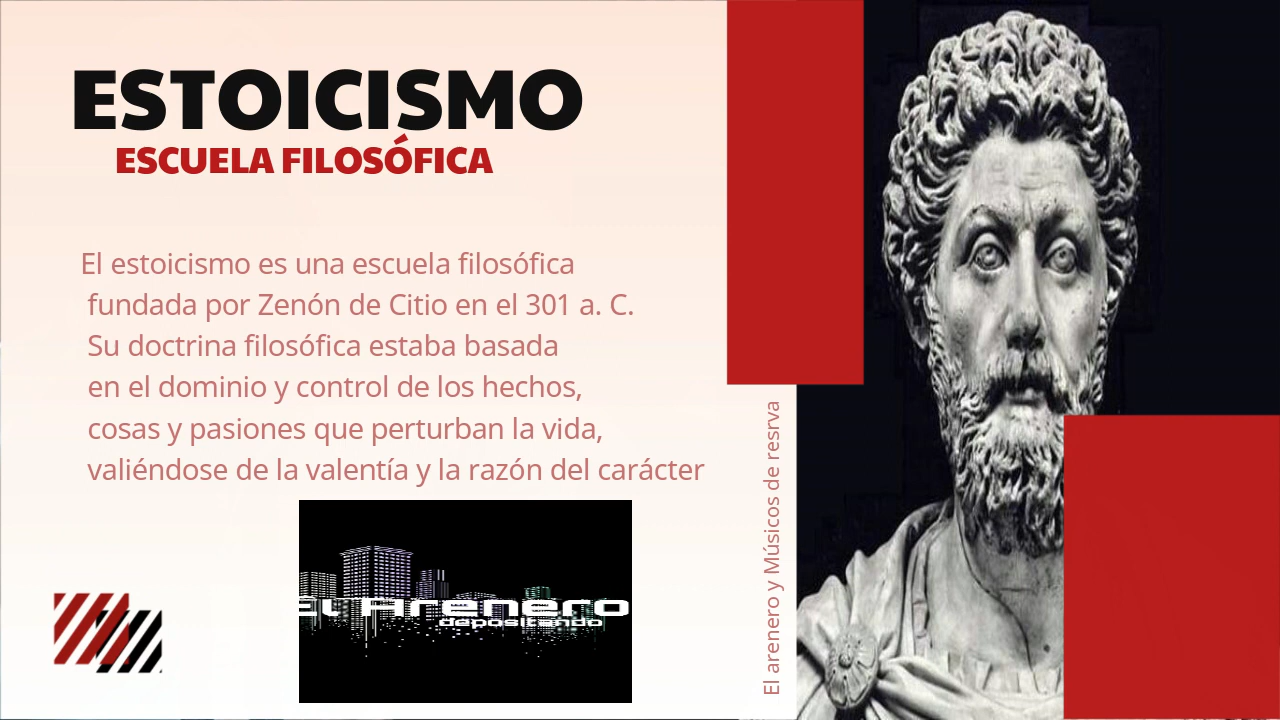 ESTOICISMO
ESCUELA FILOSÓFICA
El estoicismo es una escuela filosófica
fundada por Zenón de Citio en el 301 a. C.
Su doctrina filosófica estaba basada
en el dominio y control de los hechos,
cosas y pasiones que perturban la vida,
valiéndose de la valentía y la razón del carácter
El Arenero
depositando
El arenero y Músicos de resrva